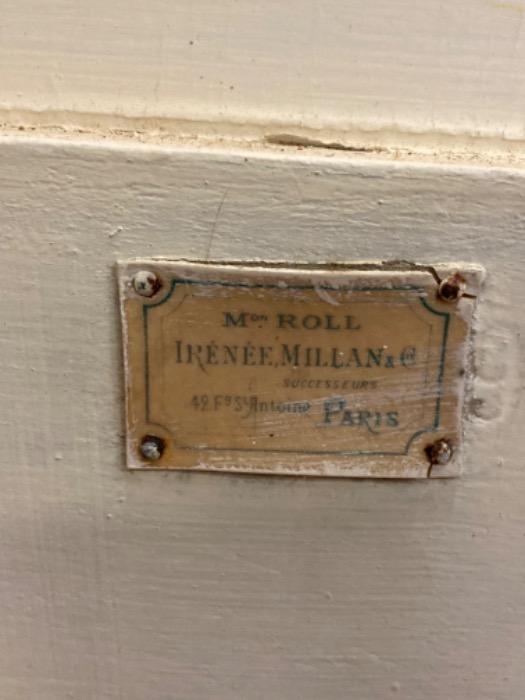 Mon ROLL
IRÉNÉE, MILLAN & Cie
SUCCESSEURS
42 Fg St Antoine PARIS